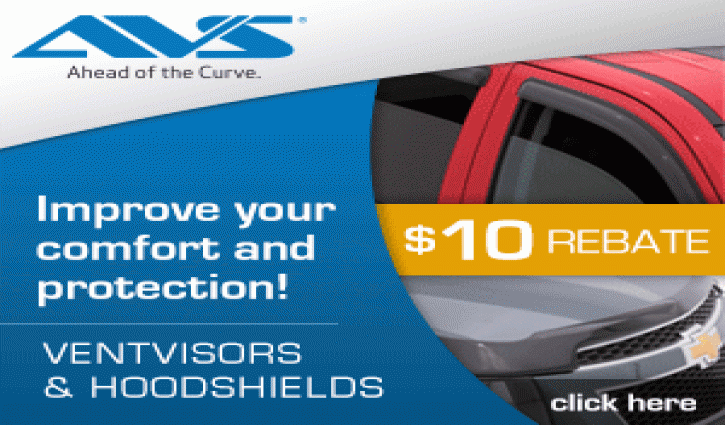 AVS®
Ahead of the Curve.
Improve your
comfort and
protection!
$10 REBATE
VENTVISORS
& HOODSHIELDS
click here